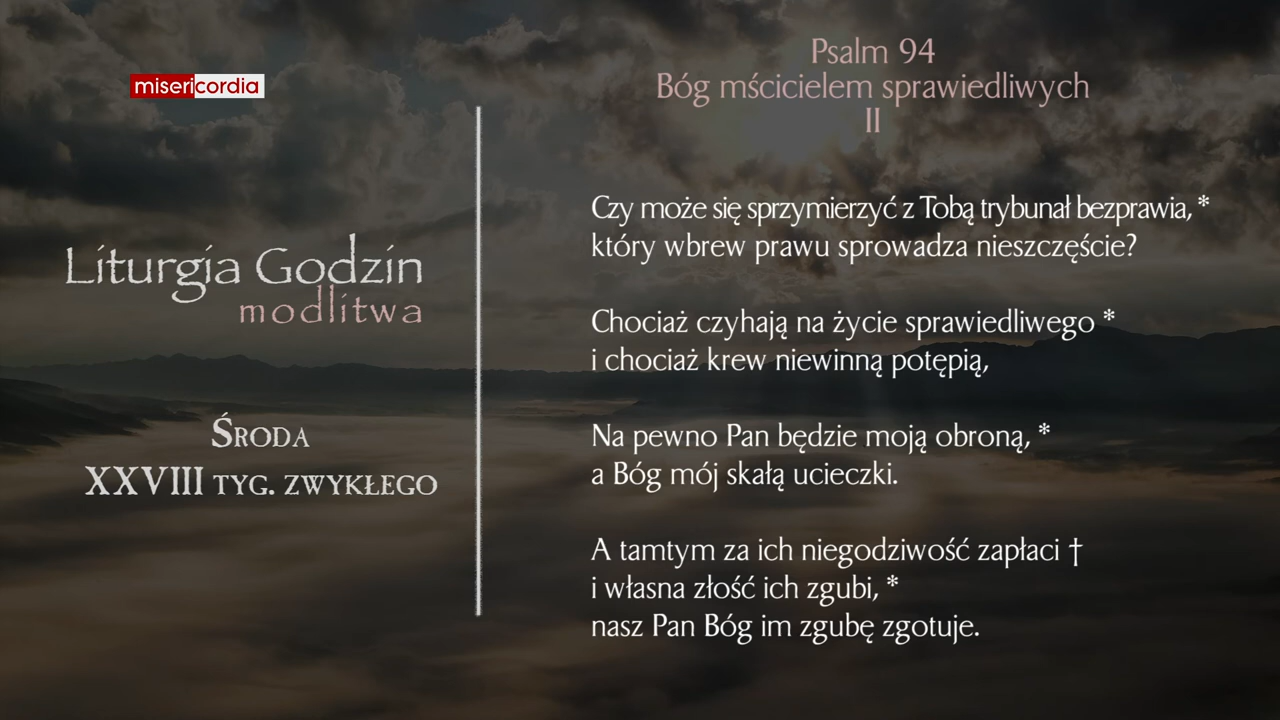 misericordia
Liturgia Godzin
modlitwa
Środa
XXVIII tyg. zwykłego
Psalm 94
Bóg mścicielem sprawiedliwych
II
Czy może się sprzymierzyć z Tobą trybunał bezprawia, *
który wbrew prawu sprowadza nieszczęście?
Chociaż czyhają na życie sprawiedliwego *
i chociaż krew niewinną potępią,
Na pewno Pan będzie moją obroną, *
a Bóg mój skałą ucieczki.
A tamtym za ich niegodziwość zapłaci †
i własna złość ich zgubi, *
nasz Pan Bóg im zgubę zgotuje.